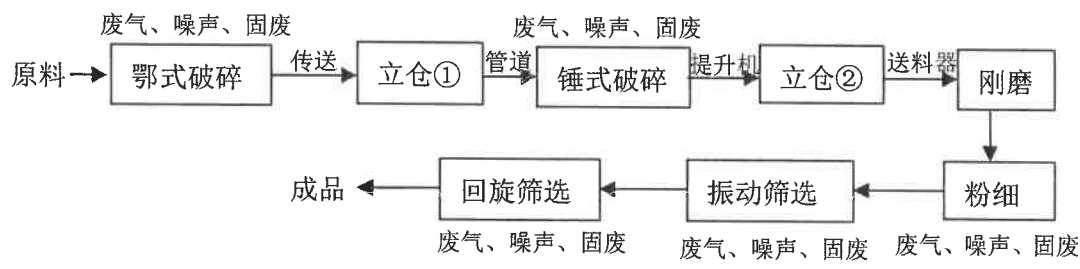 废气、噪声、固废
废气、噪声、固废
原料
鄂式破碎
传送
立仓①
管道
锤式破碎
提升机
立仓②
送料器
刚磨
成品
回旋筛选
振动筛选
粉细
废气、噪声、固废
废气、噪声、固废
废气、噪声、固废